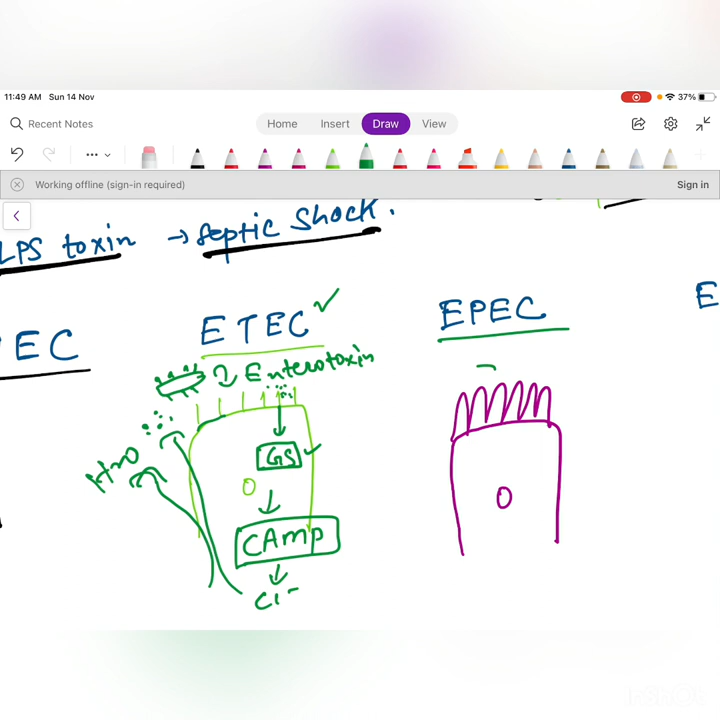 11:49 AM Sun 14 Nov
37%
Recent Notes
Home Insert Draw View
Working offline (sign-in required)
Sign in
LPS toxin → Septic Shock.
EC
ETEC ✓
EPEC
E
Enterotoxin
GS ✓
H2O
O
O
CAmp
Cl-